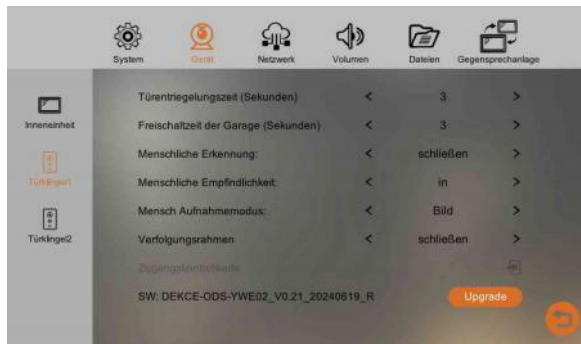 System Gerät Netzwerk Volumen Dateien Gegensprechanlage
Inneneinheit
Türklingel1
Türklingel2
Türentriegelungszeit (Sekunden) < 3 >
Freischaltzeit der Garage (Sekunden) < 3 >
Menschliche Erkennung: < schließen >
Menschliche Empfindlichkeit: < in >
Mensch Aufnahmemodus: < Bild >
Verfolgungsrahmen < schließen >
SW: DEKCE-ODS-YWE02_V0.21_20240619_R Upgrade